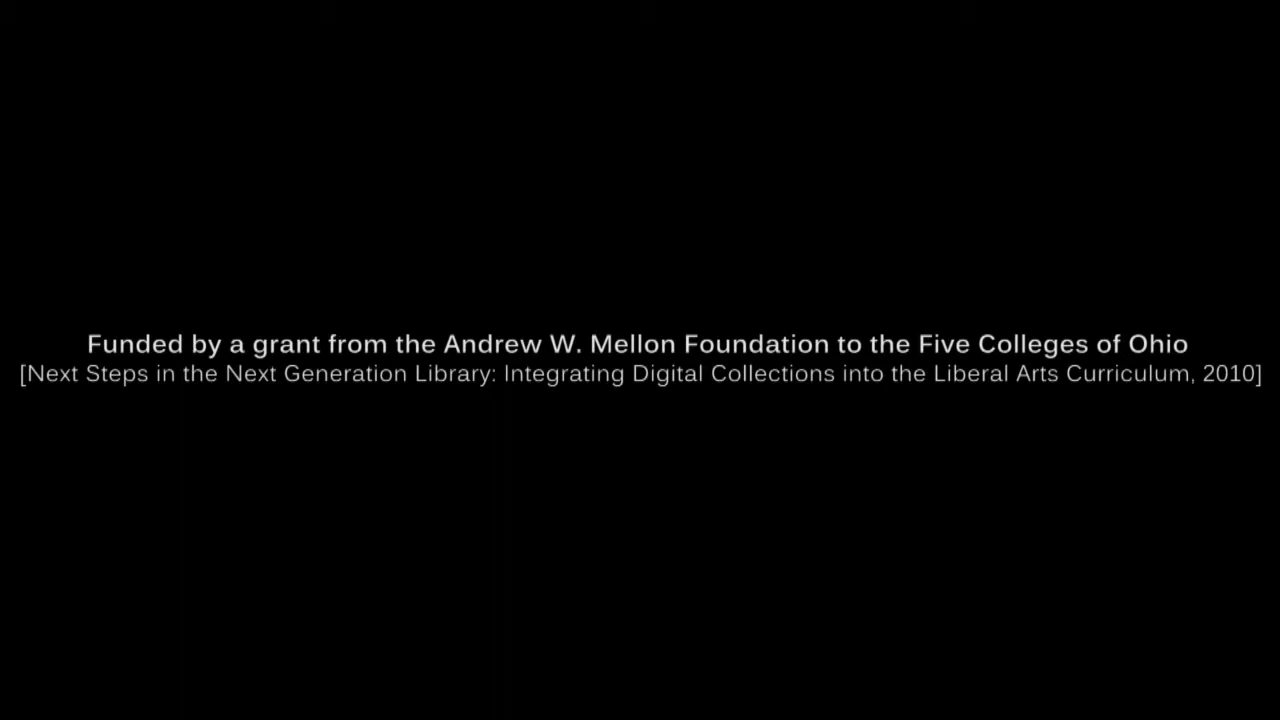 Funded by a grant from the Andrew W. Mellon Foundation to the Five Colleges of Ohio
[Next Steps in the Next Generation Library: Integrating Digital Collections into the Liberal Arts Curriculum, 2010]